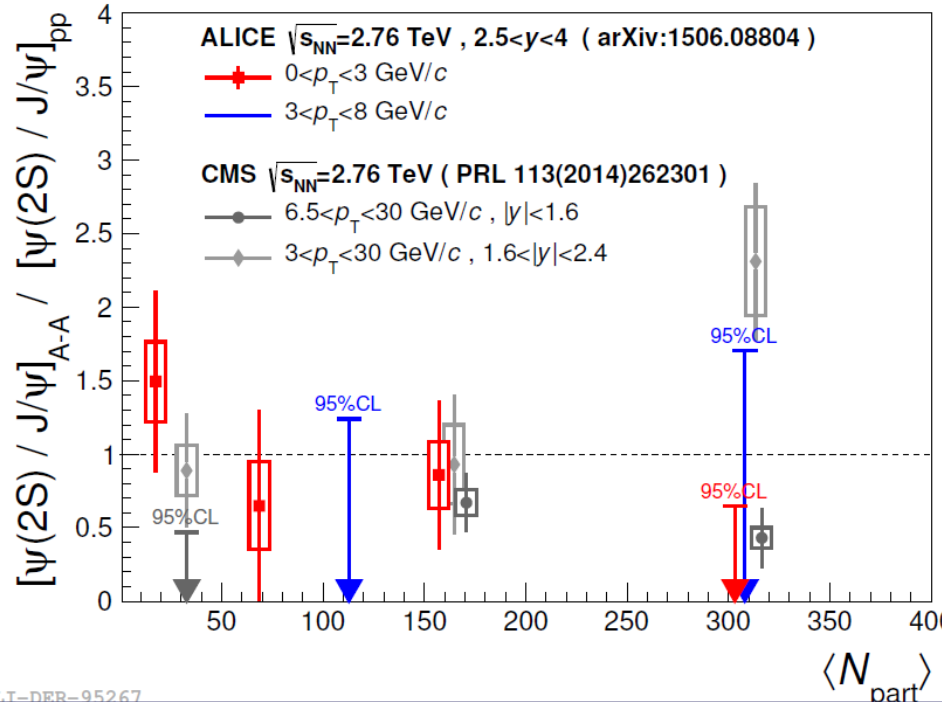 ALICE √sNN=2.76 TeV , 2.5<y<4 ( arXiv:1506.08804 )
0<pT<3 GeV/c
3<pT<8 GeV/c
CMS √sNN=2.76 TeV ( PRL 113(2014)262301 )
6.5<pT<30 GeV/c , |y|<1.6
3<pT<30 GeV/c , 1.6<|y|<2.4
[ψ(2S) / J/ψ]A-A / [ψ(2S) / J/ψ]pp
4
3.5
3
2.5
2
1.5
1
0.5
0
95%CL
95%CL
95%CL
95%CL
50 100 150 200 250 300 350 400
⟨Npart⟩
LI-DER-95267